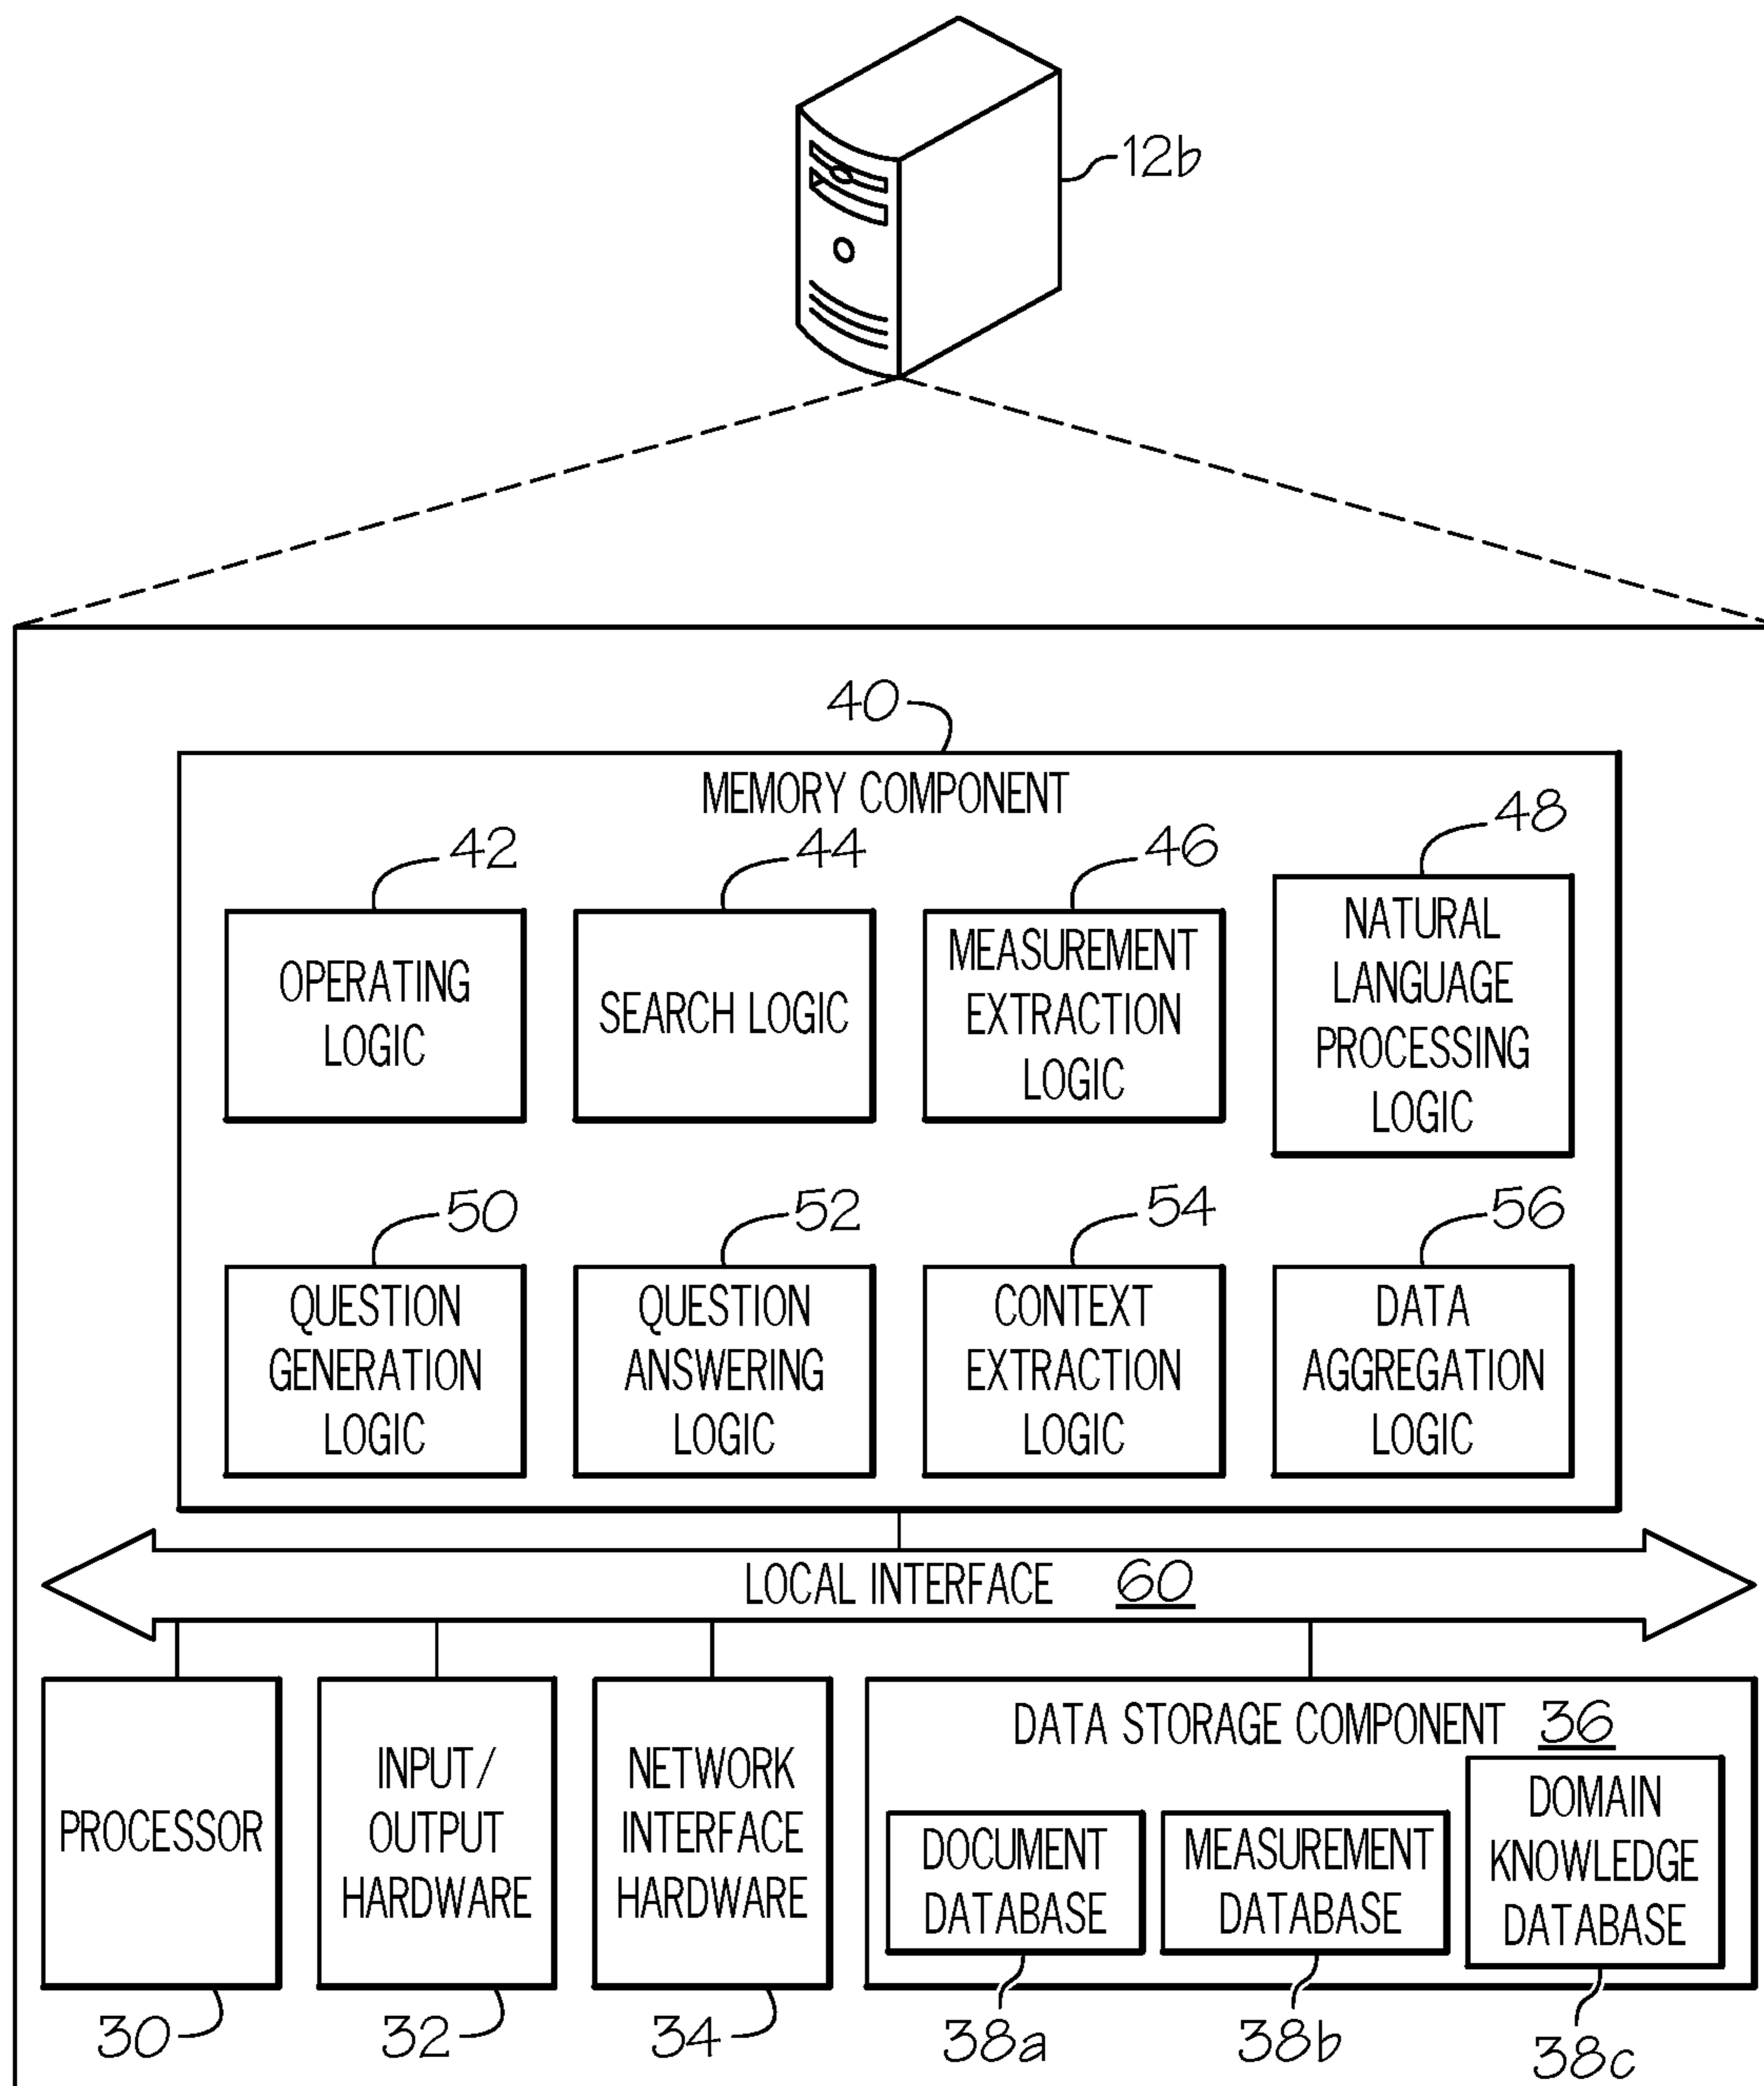 12b
40
MEMORY COMPONENT
42
44
46
48
OPERATING
LOGIC
SEARCH LOGIC
MEASUREMENT
EXTRACTION
LOGIC
NATURAL
LANGUAGE
PROCESSING
LOGIC
50
52
54
56
QUESTION
GENERATION
LOGIC
QUESTION
ANSWERING
LOGIC
CONTEXT
EXTRACTION
LOGIC
DATA
AGGREGATION
LOGIC
LOCAL INTERFACE 60
PROCESSOR
INPUT/
OUTPUT
HARDWARE
NETWORK
INTERFACE
HARDWARE
DATA STORAGE COMPONENT 36
DOCUMENT
DATABASE
MEASUREMENT
DATABASE
DOMAIN
KNOWLEDGE
DATABASE
30
32
34
38a
38b
38c